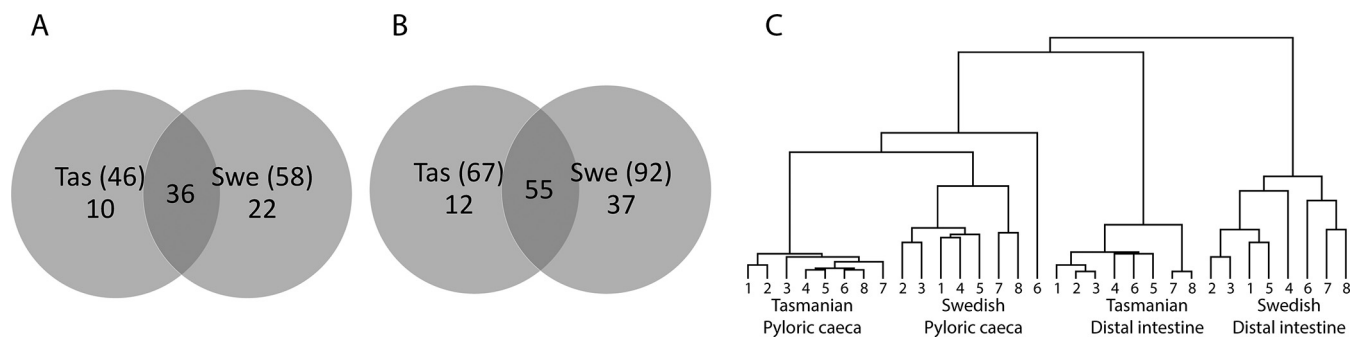 A
B
C
Tas (46)
10
36
Swe (58)
22
Tas (67)
12
55
Swe (92)
37
1 2 3 4 5 6 8 7
Tasmanian
Pyloric caeca
2 3 1 4 5 7 8 6
Swedish
Pyloric caeca
1 2 3 4 6 5 7 8
Tasmanian
Distal intestine
2 3 1 5 4 6 7 8
Swedish
Distal intestine